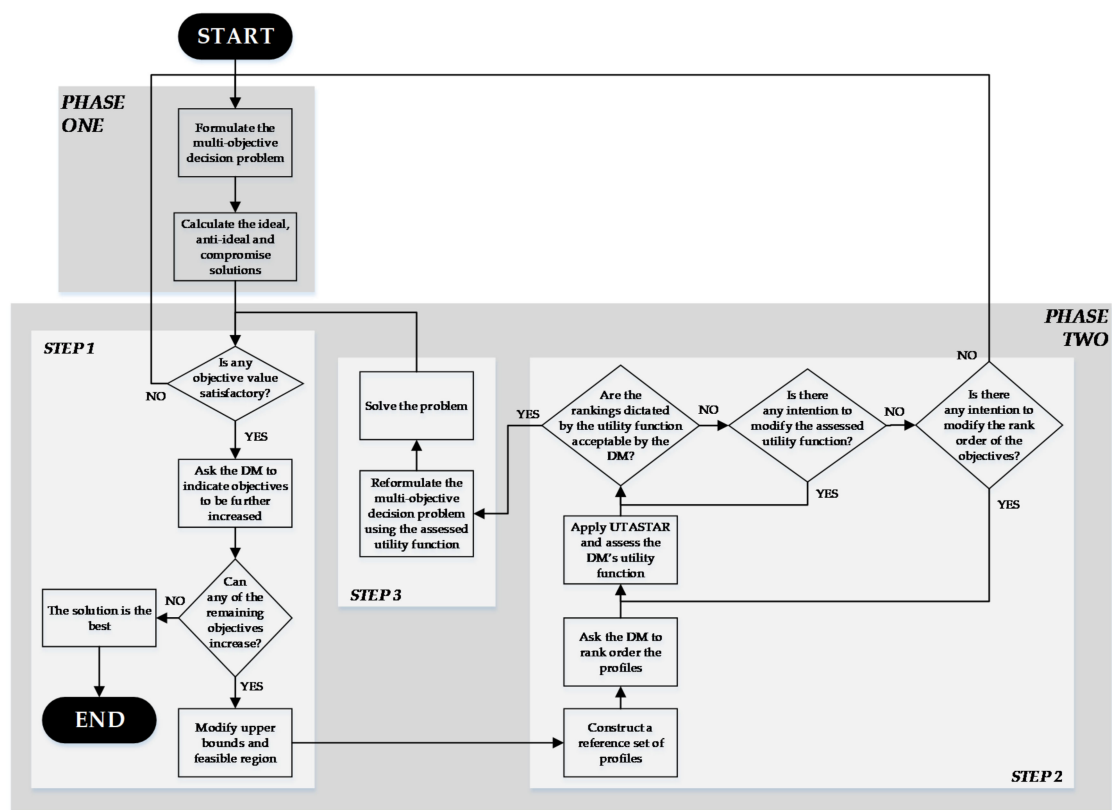 START
PHASE
ONE
Formulate the
multi-objective
decision problem
Calculate the ideal,
anti-ideal and
compromise
solutions
PHASE
TWO
STEP 1
Is any
objective value
satisfactory?
NO
YES
Ask the DM to
indicate objectives
to be further
increased
Can
any of the
remaining
objectives
increase?
NO
The solution is the
best
END
YES
Modify upper
bounds and
feasible region
Solve the problem
Reformulate the
multi-objective
decision problem
using the assessed
utility function
STEP 3
YES
Are the
rankings dictated
by the utility function
acceptable by the
DM?
NO
Is there
any intention to
modify the assessed
utility function?
NO
YES
NO
Is there
any intention to
modify the rank
order of the
objectives?
YES
Apply UTASTAR
and assess the
DM's utility
function
Ask the DM to
rank order the
profiles
Construct a
reference set of
profiles
STEP 2